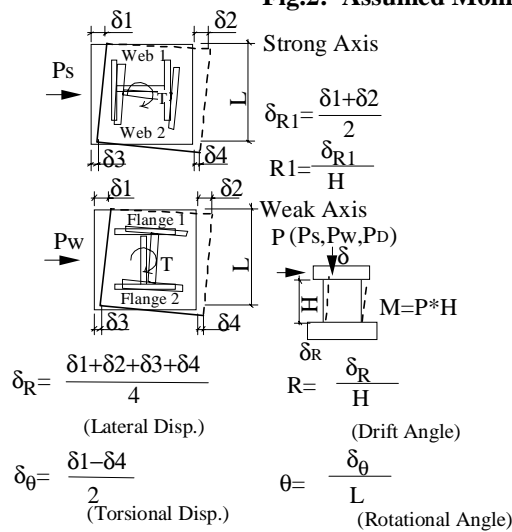 Fig.2. Assumed Mom
δ1 δ2
Web 1
Strong Axis
Ps
T
L
Web 2
δ3 δ4
δR1= δ1+δ2 / 2
R1= δR1 / H
δ1 δ2
Weak Axis
Flange 1
P (Ps,Pw,PD)
Pw
T
L
δ
Flange 2
H
M=P*H
δ3 δ4
δR
δR= δ1+δ2+δ3+δ4 / 4
R= δR / H
(Lateral Disp.)
(Drift Angle)
δθ= δ1−δ4 / 2
θ= δθ / L
(Torsional Disp.)
(Rotational Angle)